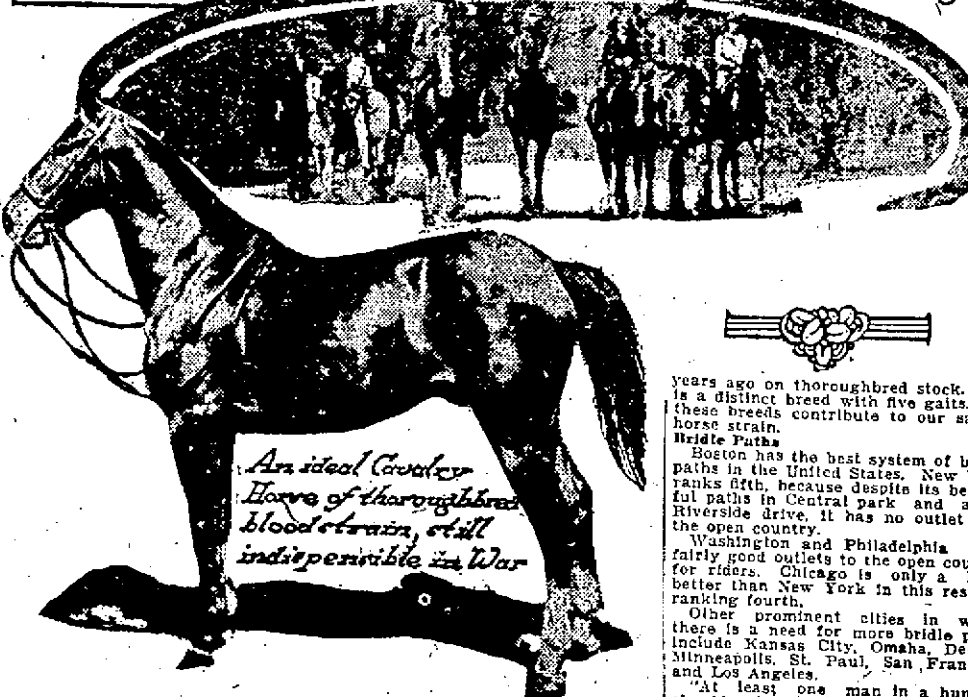 An ideal Cavalry
Horse of thoroughbred
blood strain, still
indispensible in War
years ago on thoroughbred stock.
is a distinct breed with five gaits.
these breeds contribute to our
horse strain.
Bridle Paths
Boston has the best system of
paths in the United States. New
ranks fifth, because despite its
ful paths in Central park and
Riverside drive, it has no outlet
the open country.
Washington and Philadelphia
fairly good outlets to the open
for riders. Chicago is only a
better than New York in this
ranking fourth.
Other prominent cities in
there is a need for more bridle
include Kansas City, Omaha,
Minneapolis, St. Paul, San
and Los Angeles.
"At least one man in a